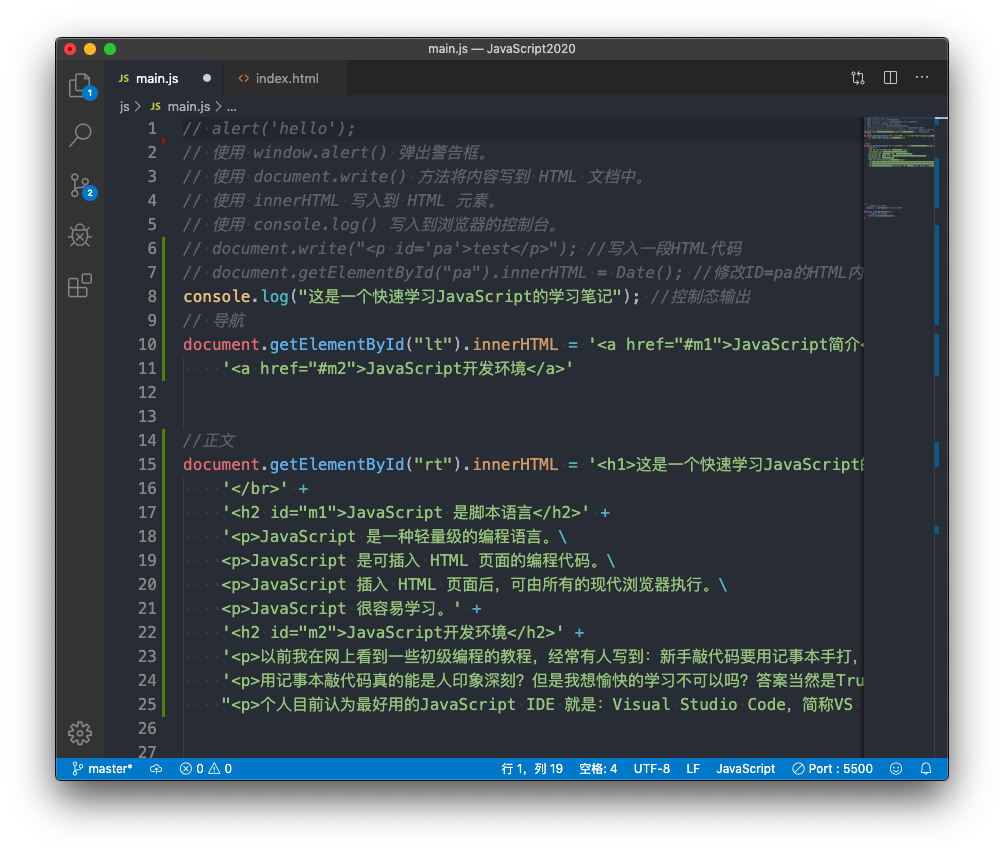 main.js — JavaScript2020
JS main.js
<> index.html
js > JS main.js > ...
1 // alert('hello');
2 // 使用 window.alert() 弹出警告框。
3 // 使用 document.write() 方法将内容写到 HTML 文档中。
4 // 使用 innerHTML 写入到 HTML 元素。
5 // 使用 console.log() 写入到浏览器的控制台。
6 // document.write("<p id='pa'>test</p>"); //写入一段HTML代码
7 // document.getElementById("pa").innerHTML = Date(); //修改ID=pa的HTML内
8 console.log("这是一个快速学习JavaScript的学习笔记"); //控制态输出
9 // 导航
10 document.getElementById("lt").innerHTML = '<a href="#m1">JavaScript简介<
11 '<a href="#m2">JavaScript开发环境</a>'
12
13
14 //正文
15 document.getElementById("rt").innerHTML = '<h1>这是一个快速学习JavaScript的
16 '</br>' +
17 '<h2 id="m1">JavaScript 是脚本语言</h2>' +
18 '<p>JavaScript 是一种轻量级的编程语言。\
19 <p>JavaScript 是可插入 HTML 页面的编程代码。\
20 <p>JavaScript 插入 HTML 页面后，可由所有的现代浏览器执行。\
21 <p>JavaScript 很容易学习。' +
22 '<h2 id="m2">JavaScript开发环境</h2>' +
23 '<p>以前我在网上看到一些初级编程的教程，经常有人写到：新手敲代码要用记事本手打，
24 '<p>用记事本敲代码真的能是人印象深刻？但是我想愉快的学习不可以吗？答案当然是Tru
25 "<p>个人目前认为最好用的JavaScript IDE 就是：Visual Studio Code，简称VS
26
27
1
2
master* 0 0 行 1，列 19 空格: 4 UTF-8 LF JavaScript Port : 5500